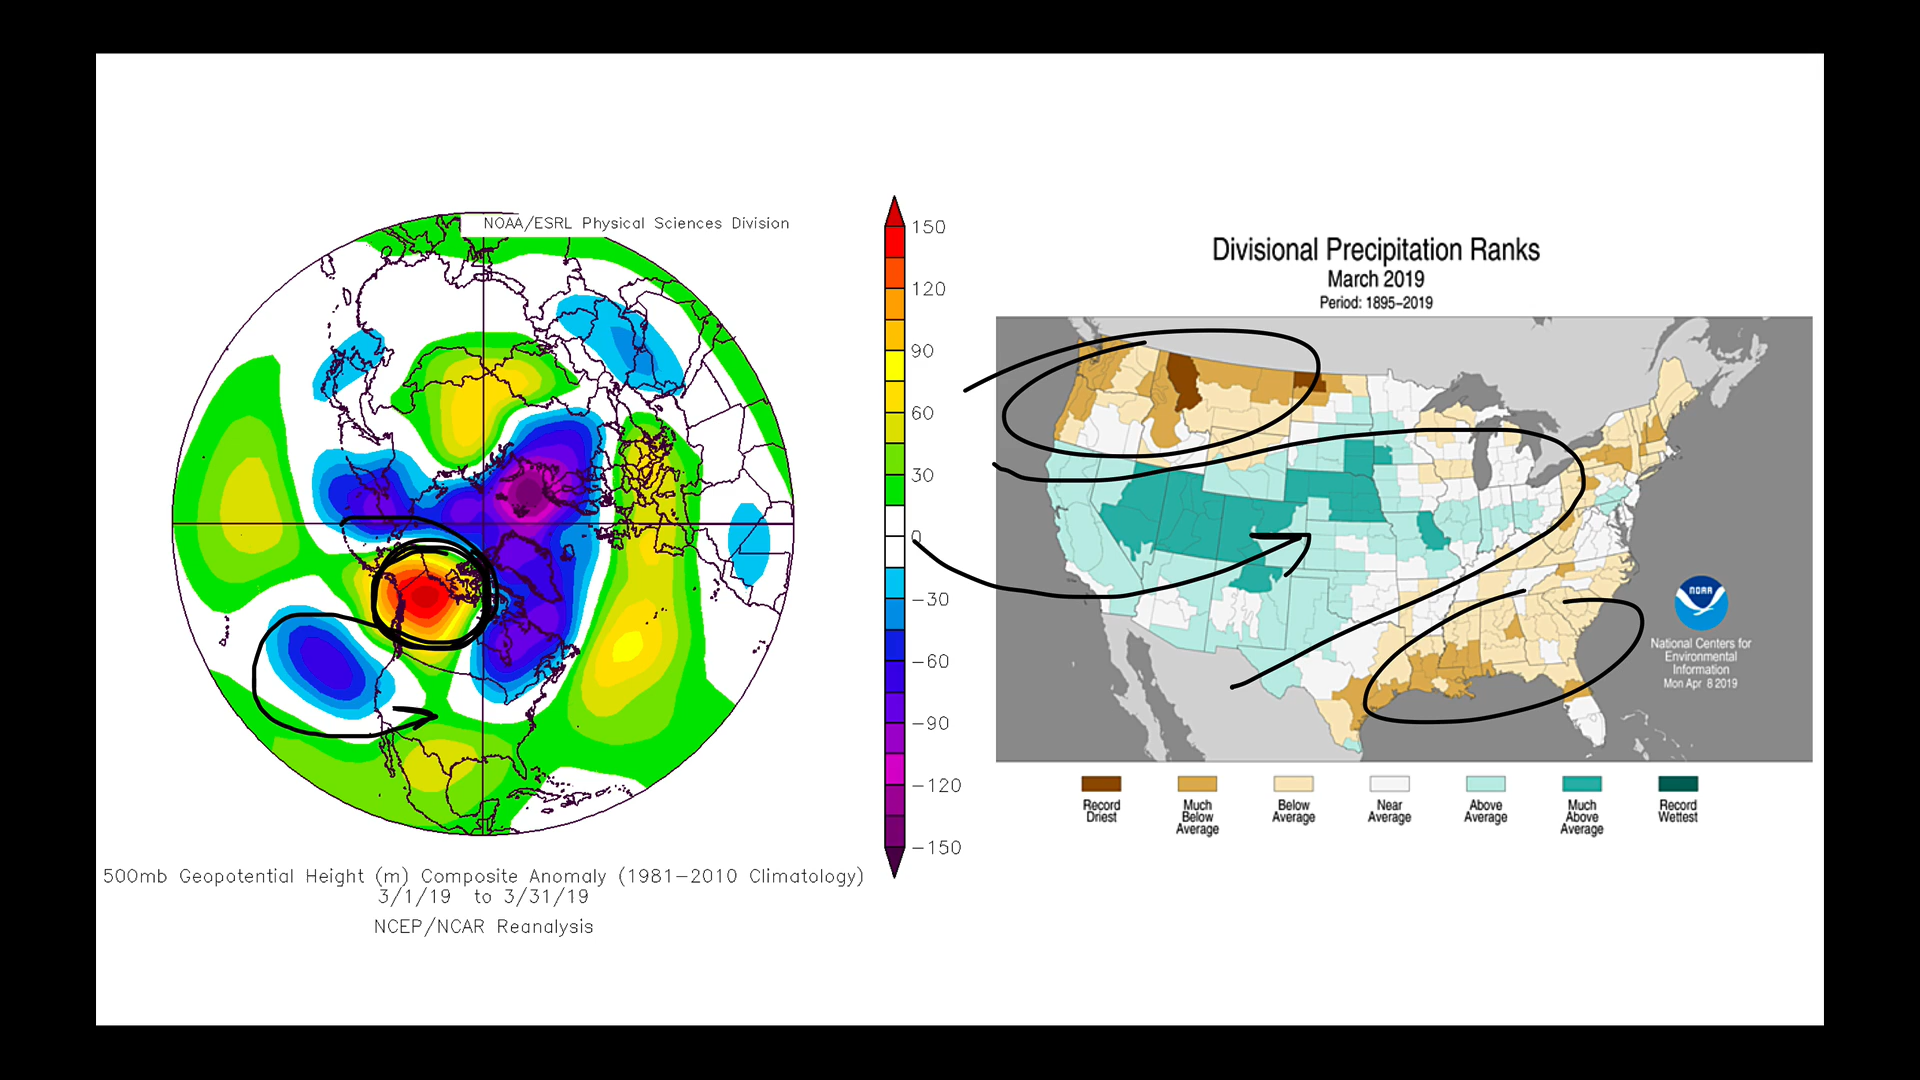 NOAA/ESRL Physical Sciences Division
150
120
90
60
30
0
−30
−60
−90
−120
−150
500mb Geopotential Height (m) Composite Anomaly (1981−2010 Climatology)
3/1/19 to 3/31/19
NCEP/NCAR Reanalysis
Divisional Precipitation Ranks
March 2019
Period: 1895−2019
NOAA
National Centers for
Environmental
Information
Mon Apr 8 2019
Record
Driest
Much
Below
Average
Below
Average
Near
Average
Above
Average
Much
Above
Average
Record
Wettest